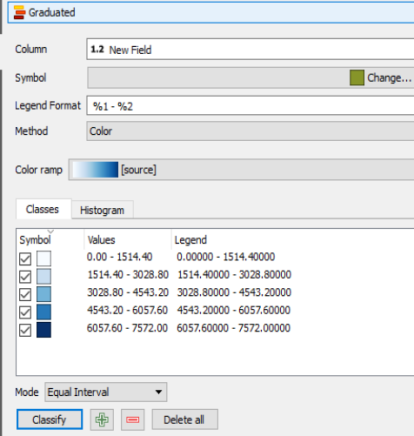 Graduated
Column 1.2 New Field
Symbol Change...
Legend Format %1 - %2
Method Color
Color ramp [source]
Classes Histogram
Symbol Values Legend
0.00 - 1514.40 0.00000 - 1514.40000
1514.40 - 3028.80 1514.40000 - 3028.80000
3028.80 - 4543.20 3028.80000 - 4543.20000
4543.20 - 6057.60 4543.20000 - 6057.60000
6057.60 - 7572.00 6057.60000 - 7572.00000
Mode Equal Interval
Classify Delete all